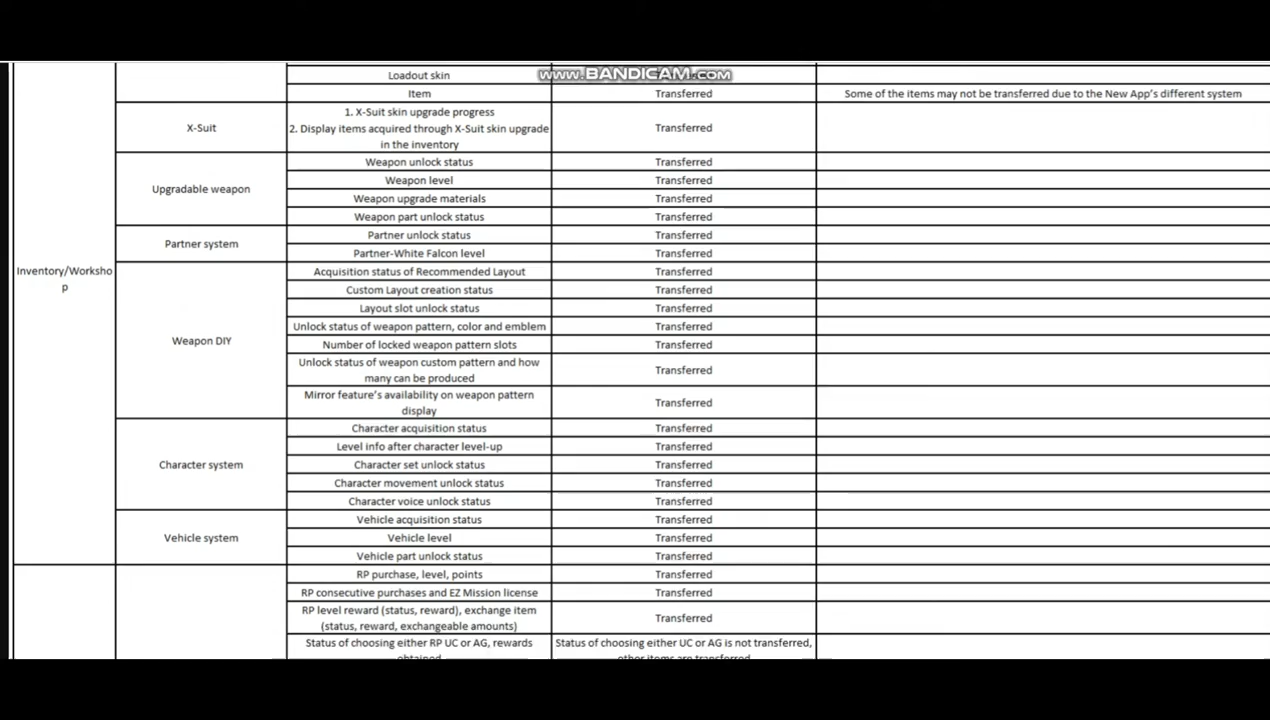 www.BANDICAM.com
Loadout skin
Item Transferred Some of the items may not be transferred due to the New App's different system
1. X-Suit skin upgrade progress
X-Suit 2. Display items acquired through X-Suit skin upgrade Transferred
in the inventory
Weapon unlock status Transferred
Upgradable weapon Weapon level Transferred
Weapon upgrade materials Transferred
Weapon part unlock status Transferred
Partner system Partner unlock status Transferred
Partner-White Falcon level Transferred
Inventory/Worksho
p
Acquisition status of Recommended Layout Transferred
Custom Layout creation status Transferred
Layout slot unlock status Transferred
Unlock status of weapon pattern, color and emblem Transferred
Weapon DIY Number of locked weapon pattern slots Transferred
Unlock status of weapon custom pattern and how
many can be produced Transferred
Mirror feature's availability on weapon pattern
display Transferred
Character acquisition status Transferred
Level info after character level-up Transferred
Character system Character set unlock status Transferred
Character movement unlock status Transferred
Character voice unlock status Transferred
Vehicle acquisition status Transferred
Vehicle system Vehicle level Transferred
Vehicle part unlock status Transferred
RP purchase, level, points Transferred
RP consecutive purchases and EZ Mission license Transferred
RP level reward (status, reward), exchange item
(status, reward, exchangeable amounts) Transferred
Status of choosing either RP UC or AG, rewards Status of choosing either UC or AG is not transferred,
obtained other items are transferred